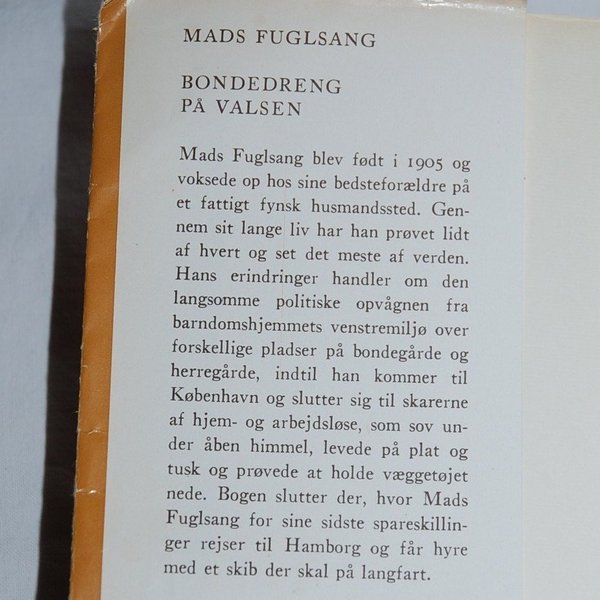 MADS FUGLSANG
BONDEDRENG
PÅ VALSEN
Mads Fuglsang blev født i 1905 og
voksede op hos sine bedsteforældre på
et fattigt fynsk husmandssted. Gen-
nem sit lange liv har han prøvet lidt
af hvert og set det meste af verden.
Hans erindringer handler om den
langsomme politiske opvågnen fra
barndomshjemmets venstremiljø over
forskellige pladser på bondegårde og
herregårde, indtil han kommer til
København og slutter sig til skarerne
af hjem- og arbejdsløse, som sov un-
der åben himmel, levede på plat og
tusk og prøvede at holde væggetøjet
nede. Bogen slutter der, hvor Mads
Fuglsang for sine sidste spareskillin-
ger rejser til Hamborg og får hyre
med et skib der skal på langfart.